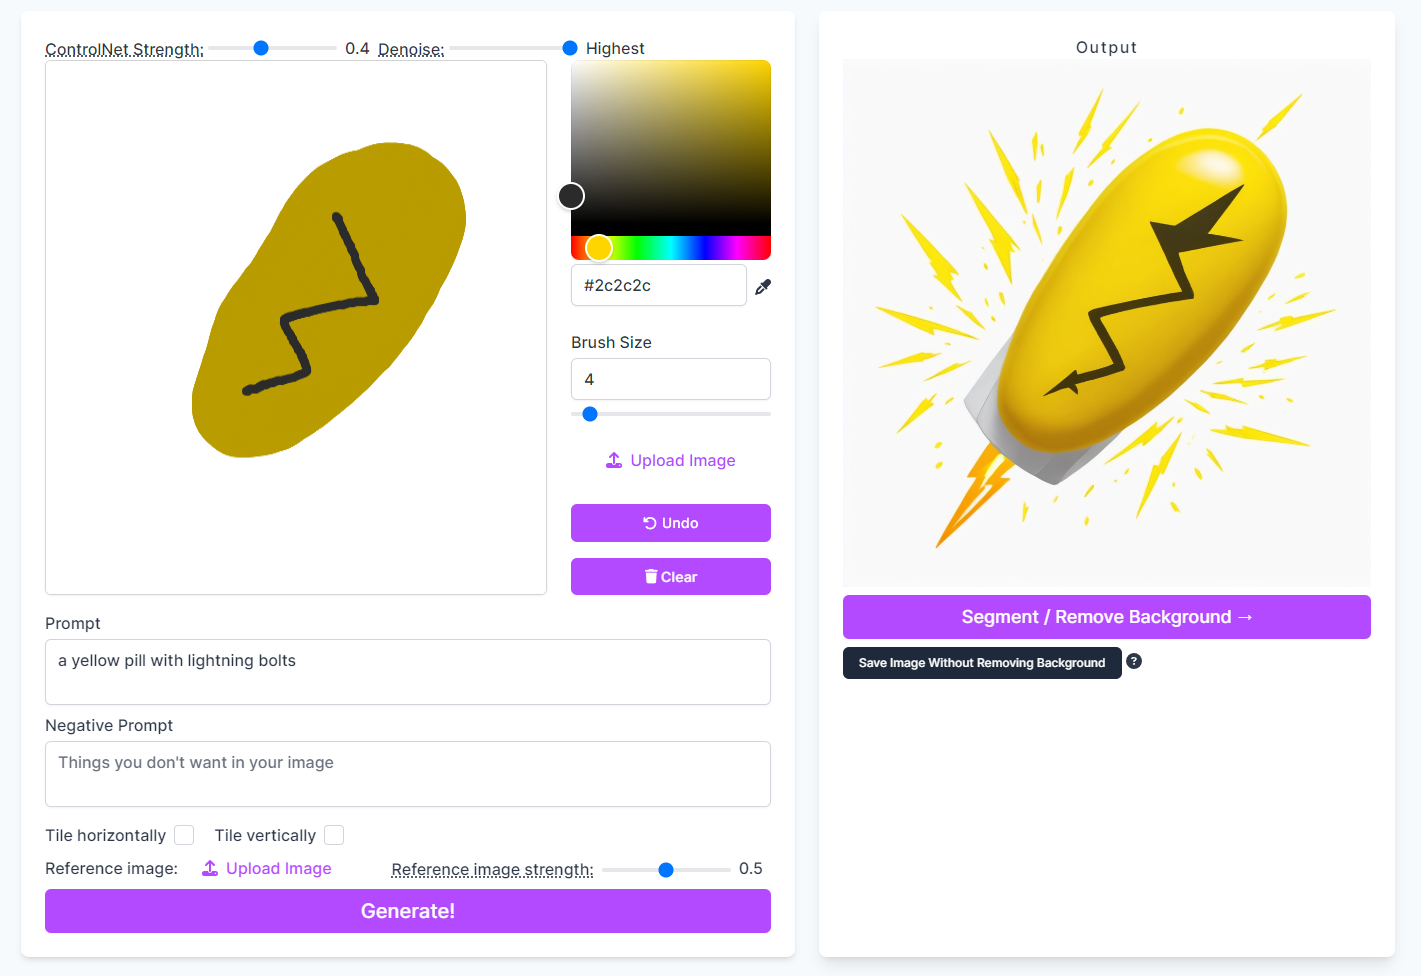 ControlNet Strength: 0.4 Denoise: Highest
#2c2c2c
Brush Size
4
Upload Image
Undo
Clear
Prompt
a yellow pill with lightning bolts
Negative Prompt
Things you don't want in your image
Tile horizontally Tile vertically
Reference image: Upload Image Reference image strength: 0.5
Generate!
Output
Segment / Remove Background →
Save Image Without Removing Background ?